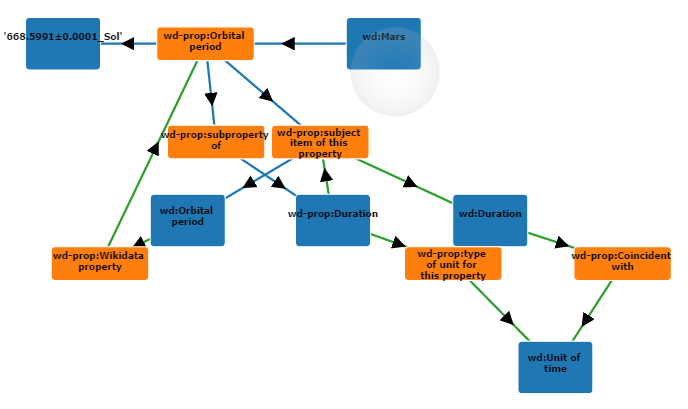 '668.5991±0.0001_Sol'
wd-prop:Orbital
period
wd:Mars
wd-prop:subproperty
of
wd-prop:subject
item of this
property
wd:Orbital
period
wd-prop:Duration
wd:Duration
wd-prop:Wikidata
property
wd-prop:type
of unit for
this property
wd-prop:Coincident
with
wd:Unit of
time